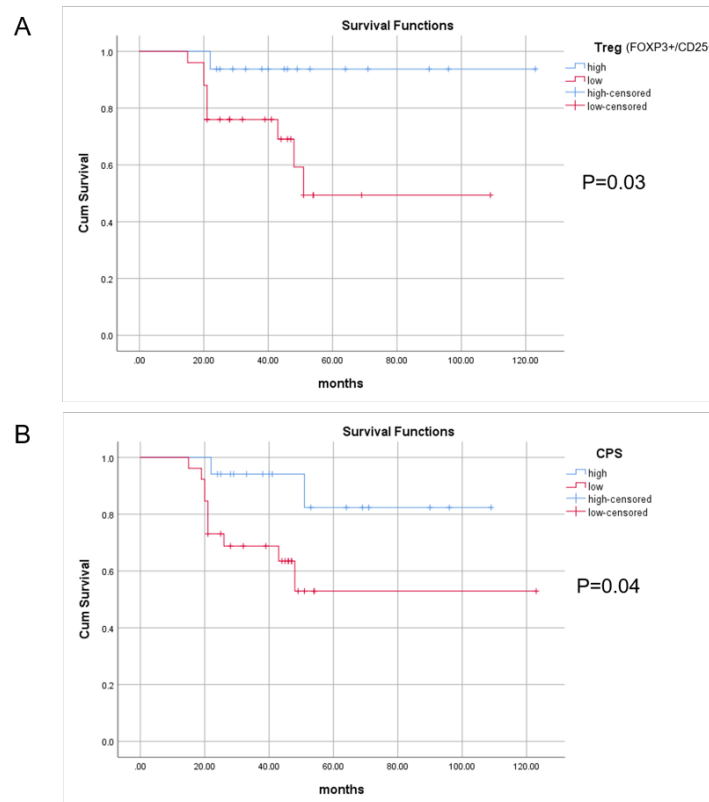 A
Survival Functions
Treg (FOXP3+/CD25
high
low
high-censored
low-censored
P=0.03
Cum Survival
1.0
0.8
0.6
0.4
0.2
0.0
.00 20.00 40.00 60.00 80.00 100.00 120.00
months
B
Survival Functions
CPS
high
low
high-censored
low-censored
P=0.04
Cum Survival
1.0
0.8
0.6
0.4
0.2
0.0
.00 20.00 40.00 60.00 80.00 100.00 120.00
months